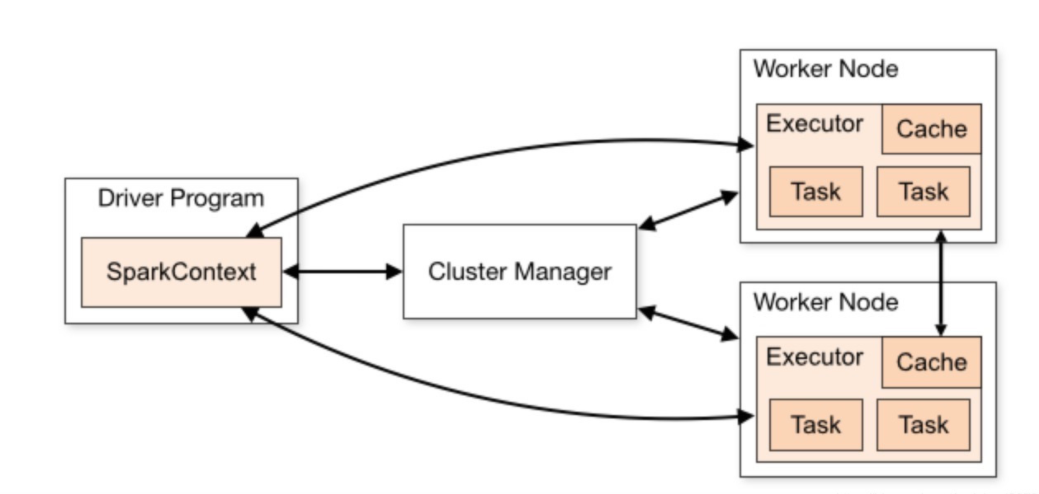 Driver Program
SparkContext
Cluster Manager
Worker Node
Executor
Cache
Task
Task
Worker Node
Executor
Cache
Task
Task